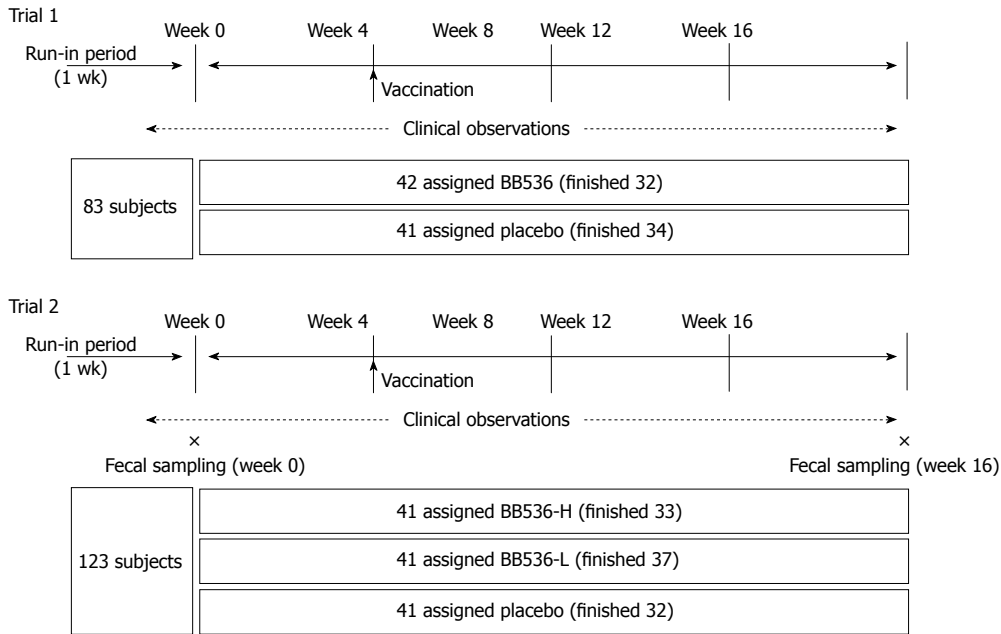 Trial 1
Week 0 Week 4 Week 8 Week 12 Week 16
Run-in period
(1 wk)
Vaccination
Clinical observations
83 subjects
42 assigned BB536 (finished 32)
41 assigned placebo (finished 34)
Trial 2
Week 0 Week 4 Week 8 Week 12 Week 16
Run-in period
(1 wk)
Vaccination
Clinical observations
× ×
Fecal sampling (week 0) Fecal sampling (week 16)
123 subjects
41 assigned BB536-H (finished 33)
41 assigned BB536-L (finished 37)
41 assigned placebo (finished 32)